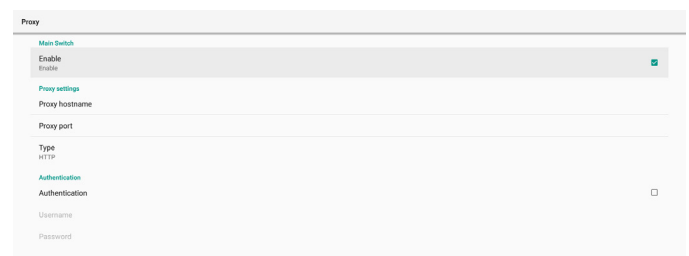 Proxy
Main Switch
Enable
Enable
Proxy settings
Proxy hostname
Proxy port
Type
HTTP
Authentication
Authentication
Username
Password